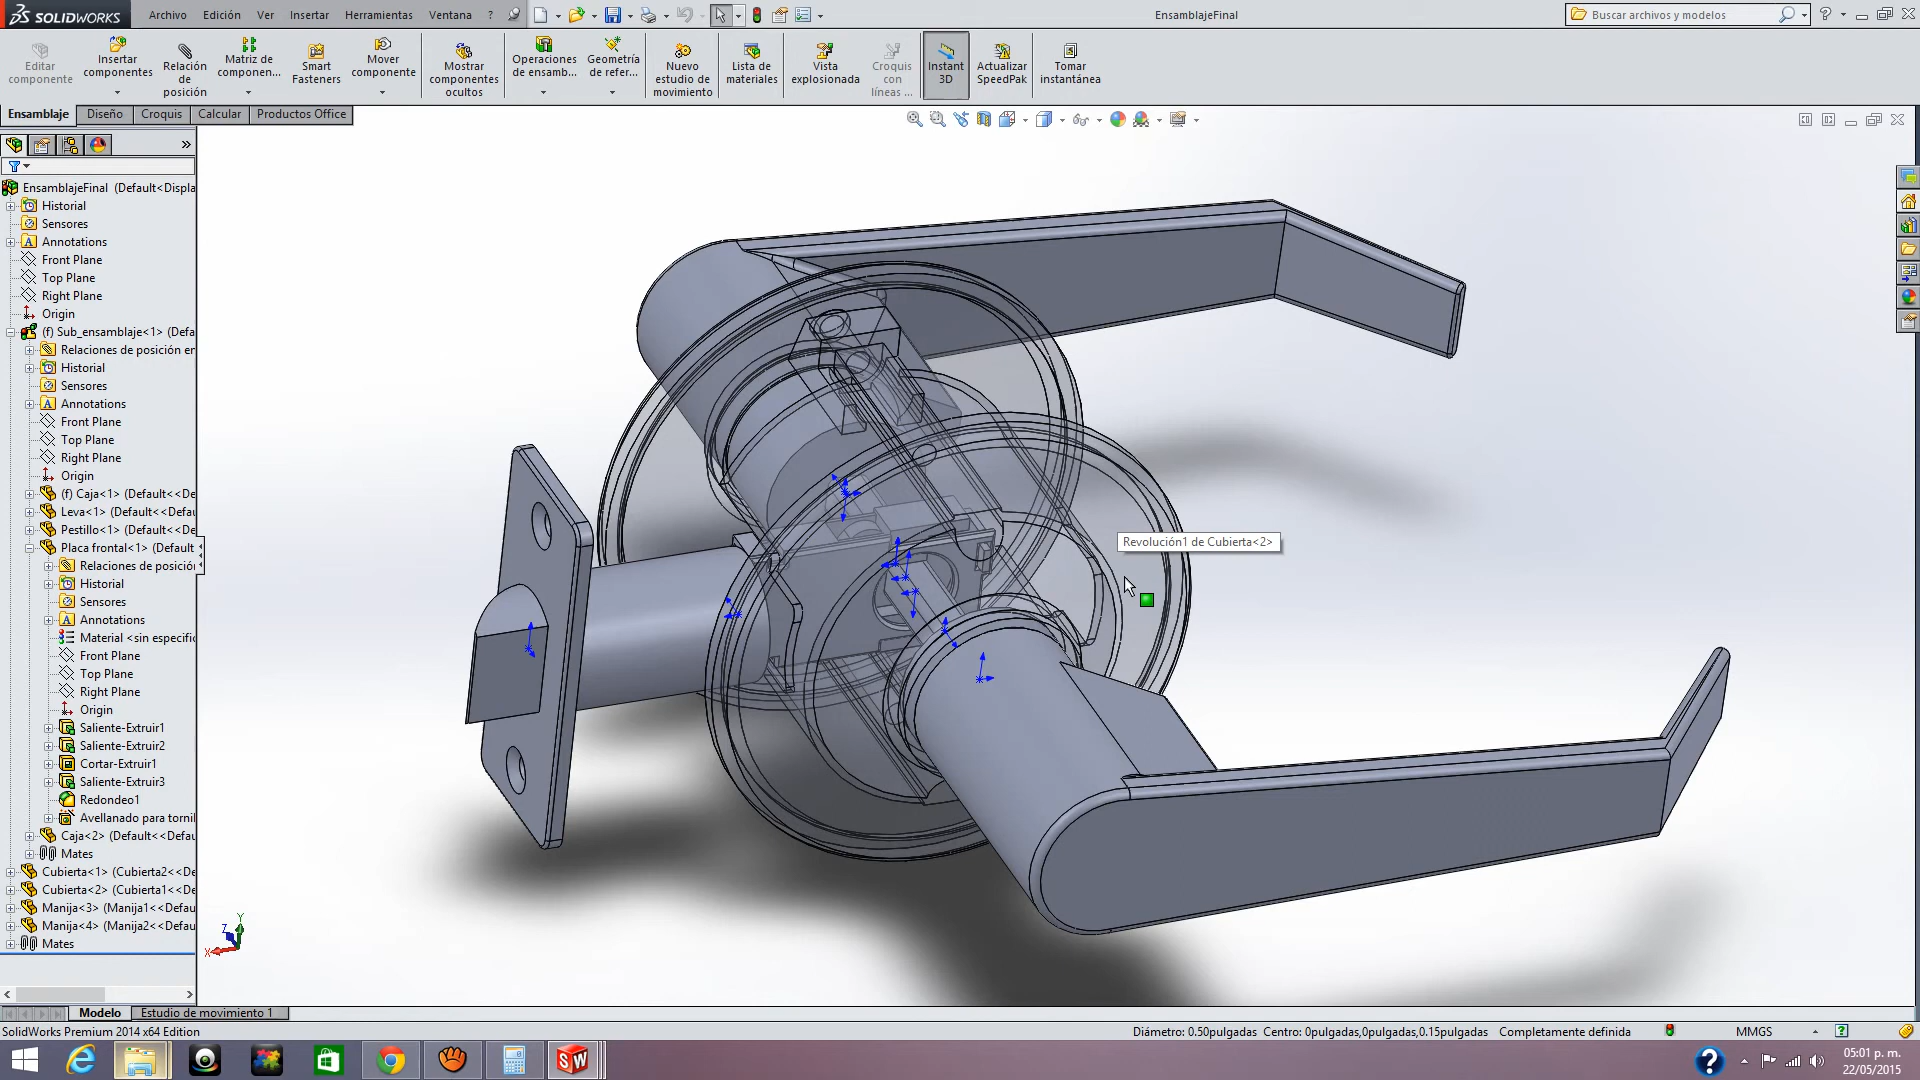 SOLIDWORKS Archivo Edición Ver Insertar Herramientas Ventana ? EnsamblajeFinal Buscar archivos y modelos
Editar componente
Insertar componentes
Relación de posición
Matriz de componen...
Smart Fasteners
Mover componente
Mostrar componentes ocultos
Operaciones de ensamb...
Geometría de refer...
Nuevo estudio de movimiento
Lista de materiales
Vista explosionada
Croquis con líneas ...
Instant 3D
Actualizar SpeedPak
Tomar instantánea
Ensamblaje Diseño Croquis Calcular Productos Office
EnsamblajeFinal (Default<Displa
Historial
Sensores
Annotations
Front Plane
Top Plane
Right Plane
Origin
(f) Sub_ensamblaje<1> (Defa
Relaciones de posición en
Historial
Sensores
Annotations
Front Plane
Top Plane
Right Plane
Origin
(f) Caja<1> (Default<<De
Leva<1> (Default<<Defau
Pestillo<1> (Default<<De
Placa frontal<1> (Default
Relaciones de posició
Historial
Sensores
Annotations
Material <sin especific
Front Plane
Top Plane
Right Plane
Origin
Saliente-Extruir1
Saliente-Extruir2
Cortar-Extruir1
Saliente-Extruir3
Redondeo1
Avellanado para tornil
Caja<2> (Default<<Defau
Mates
Cubierta<1> (Cubierta2<<De
Cubierta<2> (Cubierta1<<De
Manija<3> (Manija1<<Defau
Manija<4> (Manija2<<Defau
Mates
Revolución1 de Cubierta<2>
Y
Z
X
Modelo Estudio de movimiento 1
SolidWorks Premium 2014 x64 Edition Diámetro: 0.50pulgadas Centro: 0pulgadas,0pulgadas,0.15pulgadas Completamente definida MMGS
05:01 p. m.
22/05/2015